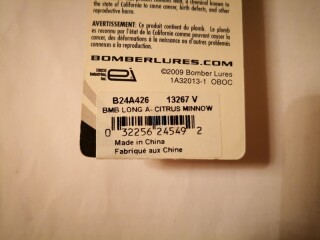 the state of California to cause cancer, birth defects, and other
reproductive harm.
AVERTISSEMENT: Ce produit contient du plomb. Le plomb
es reconnu par l'état de la California comme pouvant causer le
cancer, des déformations à la naissance ou d'autres problèmes
connexes à la reproduction.
BOMBERLURES.COM
ei
©2009 Bomber Lures
1A32013-1 OBOC
B24A426 13267 V
BMB LONG A- CITRUS MINNOW
0 32256 24549 2
Made in China
Fabriqué aux Chine